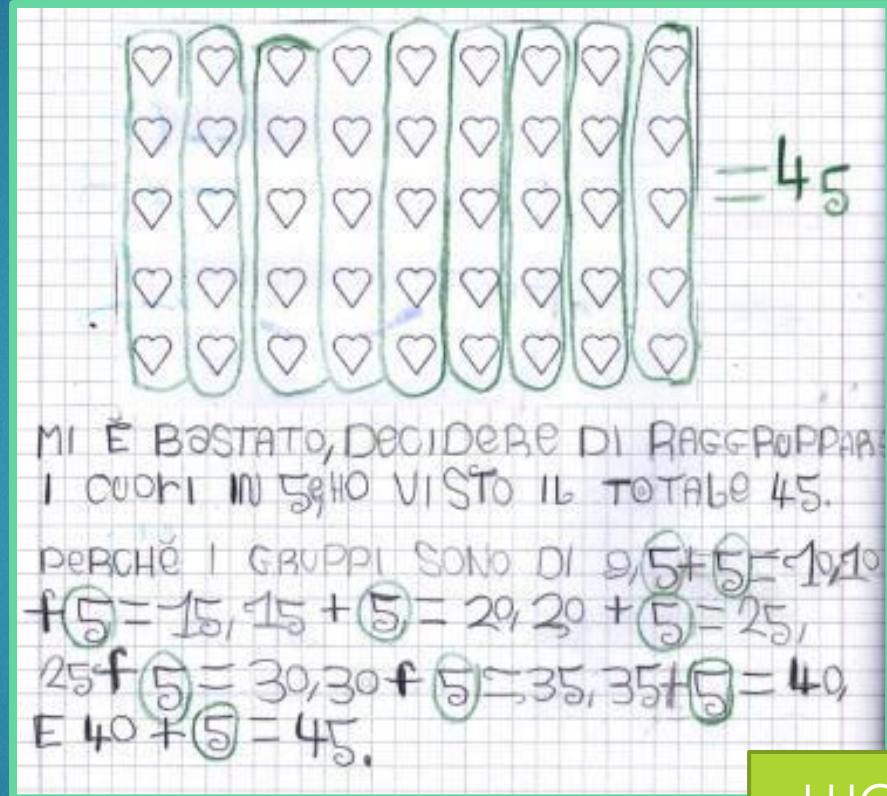 = 45
MI È BASTATO, DECIDERE DI RAGGRUPPAR
I CUORI IN 5 E HO VISTO IL TOTALE 45.
PERCHÉ I GRUPPI SONO DI 9, 5+5=10, 10
+5=15, 15+5=20, 20+5=25,
25+5=30, 30+5=35, 35+5=40,
E 40+5=45.